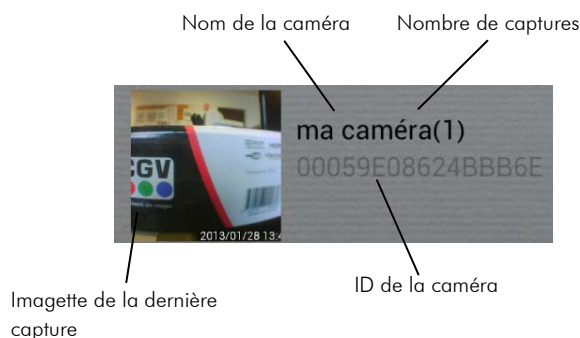 Nom de la caméra
Nombre de captures
ma caméra(1)
00059E08624BBB6E
CGV
2013/01/28 13:4
ID de la caméra
Imagette de la dernière
capture